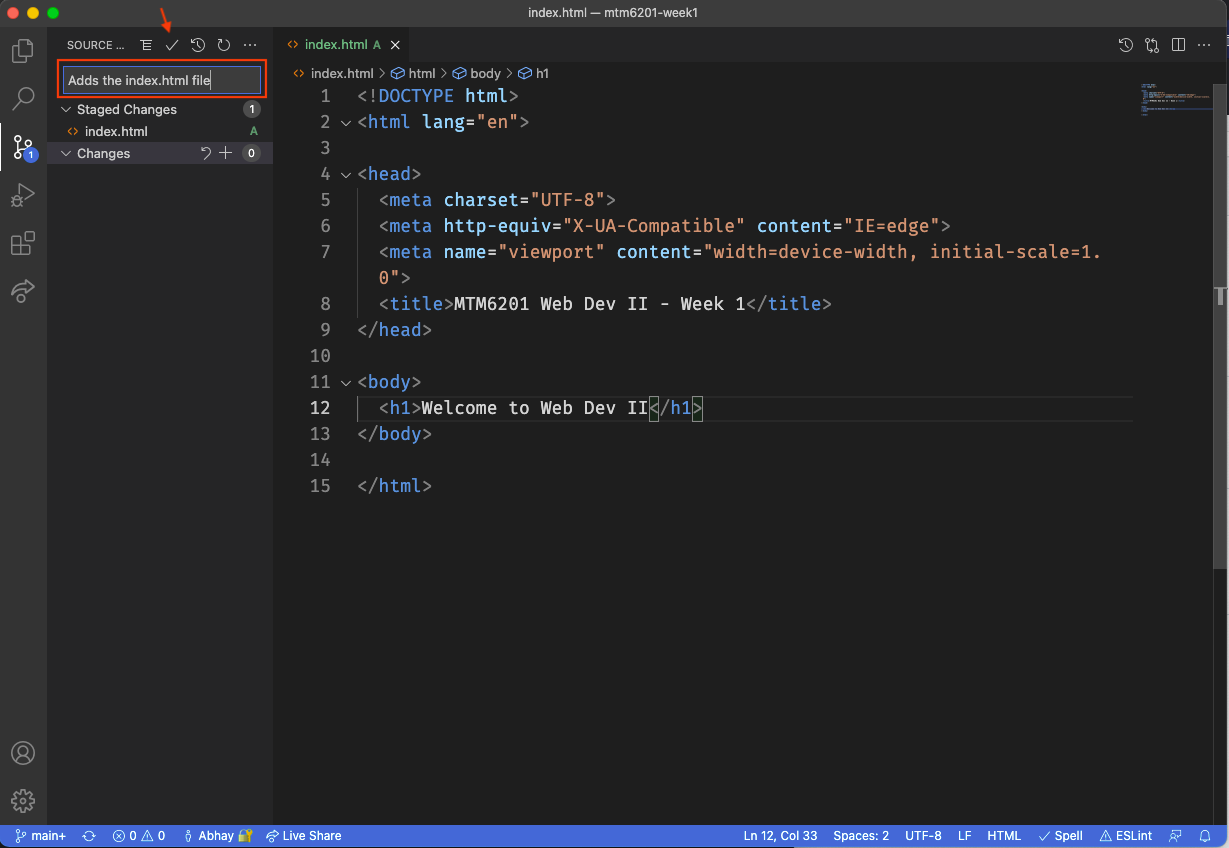 index.html — mtm6201-week1
SOURCE ...
Adds the index.html file
Staged Changes 1
index.html A
Changes 0
1
index.html A
index.html > html > body > h1
1 <!DOCTYPE html>
2 <html lang="en">
3
4 <head>
5 <meta charset="UTF-8">
6 <meta http-equiv="X-UA-Compatible" content="IE=edge">
7 <meta name="viewport" content="width=device-width, initial-scale=1.
0">
8 <title>MTM6201 Web Dev II - Week 1</title>
9 </head>
10
11 <body>
12 <h1>Welcome to Web Dev II</h1>
13 </body>
14
15 </html>
main+ 0 0 Abhay Live Share Ln 12, Col 33 Spaces: 2 UTF-8 LF HTML Spell ESLint